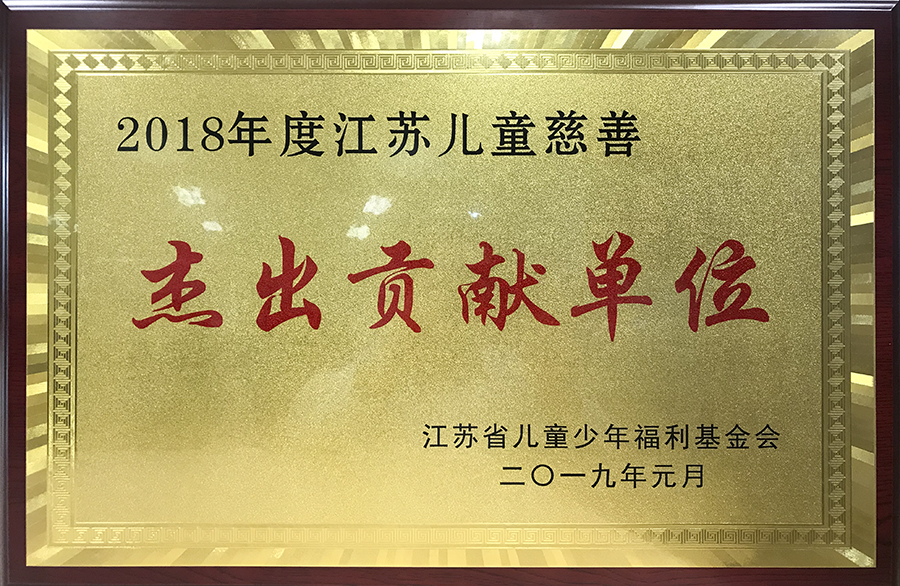 2018年度江苏儿童慈善
杰出贡献单位
江苏省儿童少年福利基金会
二〇一九年元月